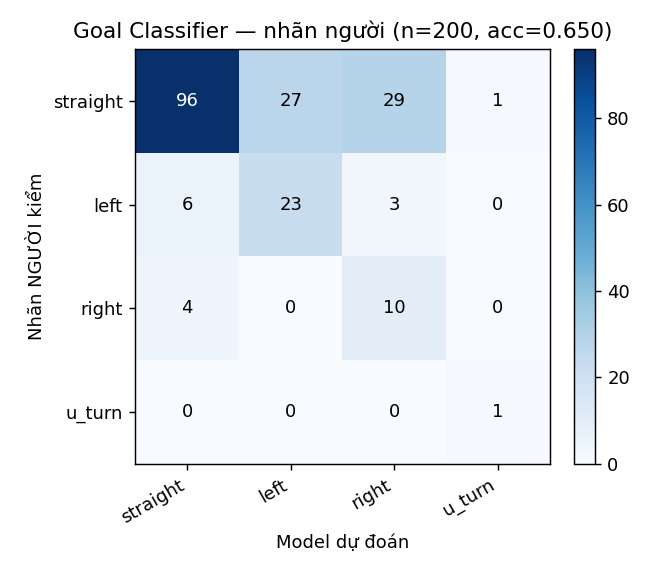 Goal Classifier — nhãn người (n=200, acc=0.650)
Nhãn NGƯỜI kiểm
straight 96 27 29 1
left 6 23 3 0
right 4 0 10 0
u_turn 0 0 0 1
straight left right u_turn
Model dự đoán
80
60
40
20
0